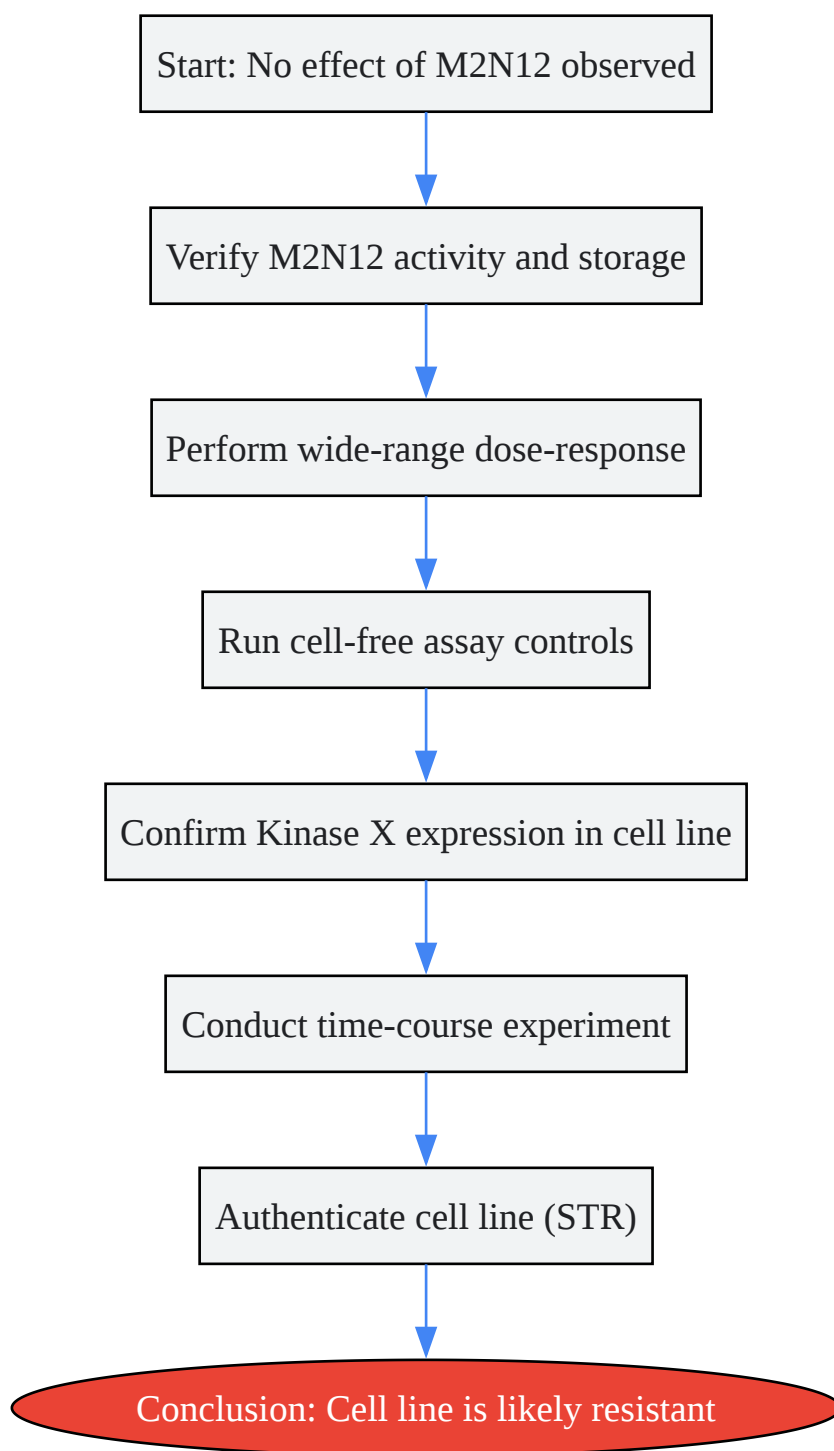 Start: No effect of M2N12 observed
Verify M2N12 activity and storage
Perform wide-range dose-response
Run cell-free assay controls
Confirm Kinase X expression in cell line
Conduct time-course experiment
Authenticate cell line (STR)
Conclusion: Cell line is likely resistant